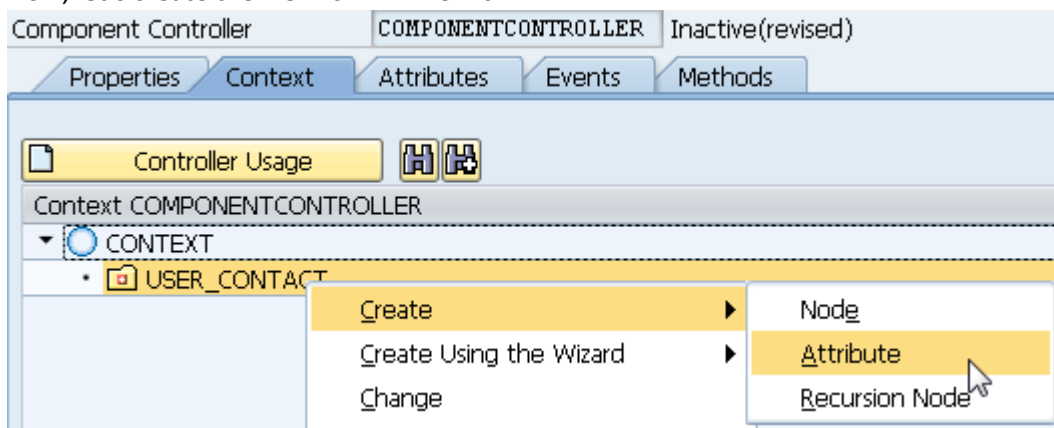 Component Controller COMPONENTCONTROLLER Inactive(revised)
Properties Context Attributes Events Methods
Controller Usage
Context COMPONENTCONTROLLER
CONTEXT
USER_CONTACT
Create Node
Create Using the Wizard Attribute
Change Recursion Node